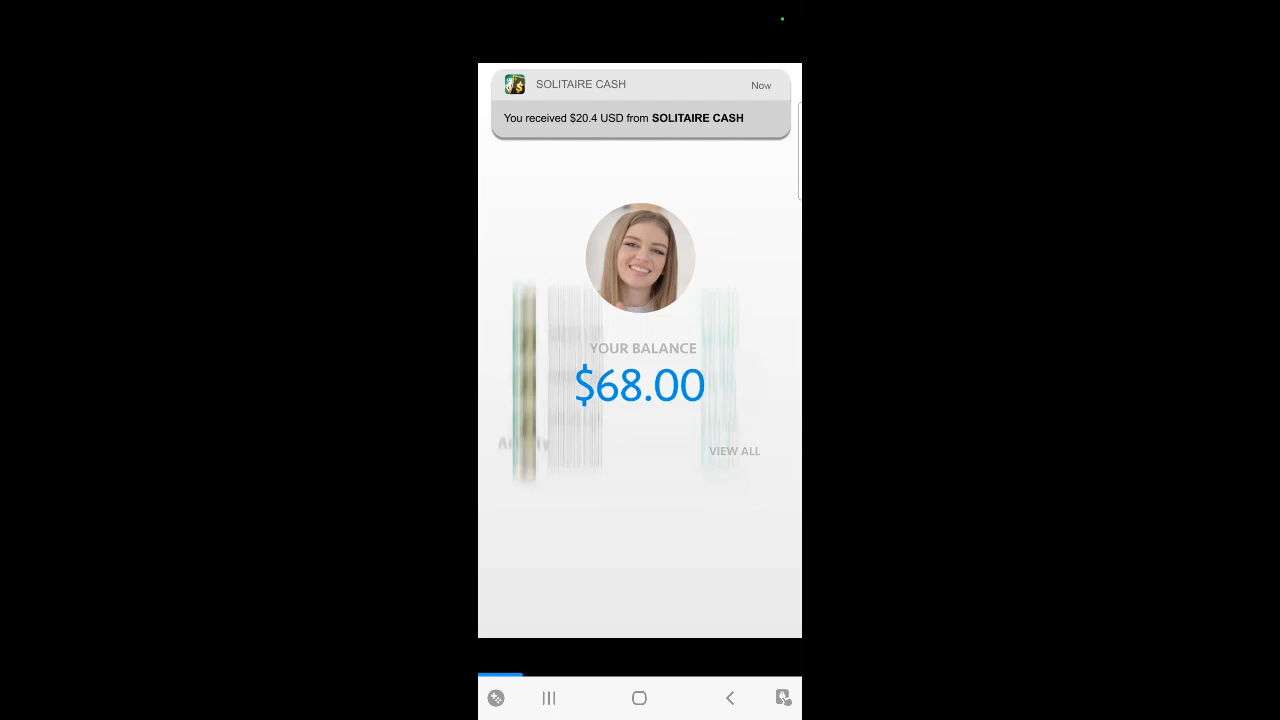 SOLITAIRE CASH
Now
You received $20.4 USD from SOLITAIRE CASH
YOUR BALANCE
$68.00
VIEW ALL